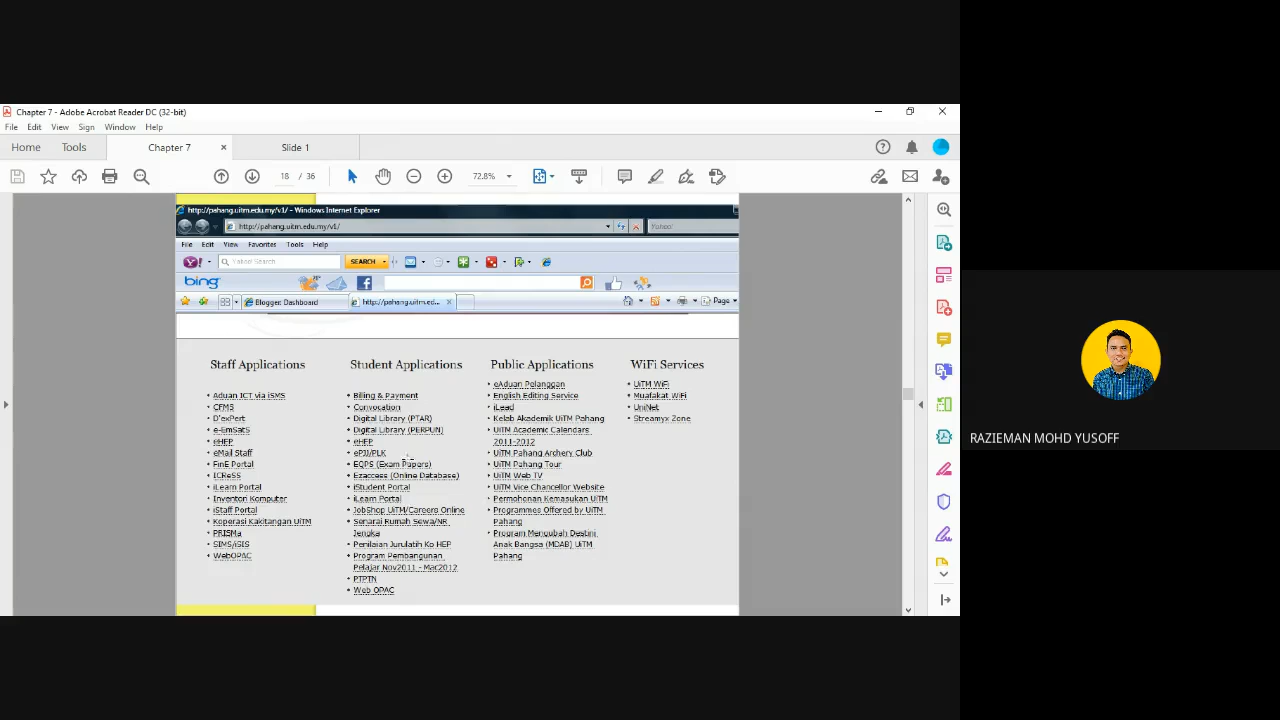 Chapter 7 - Adobe Acrobat Reader DC (32-bit)
File Edit View Sign Window Help
Home Tools Chapter 7 × Slide 1
18 / 36 72.8%
http://pahang.uitm.edu.my/v1/ - Windows Internet Explorer
http://pahang.uitm.edu.my/v1/ Yahoo!
File Edit View Favorites Tools Help
Y! Yahoo Search SEARCH
bing
Blogger: Dashboard http://pahang.uitm.ed... × Page
Staff Applications
• Aduan ICT via iSMS
• CFMS
• D'exPert
• e-EmSatS
• eHEP
• eMail Staff
• FinE Portal
• ICReSS
• iLearn Portal
• Inventori Komputer
• iStaff Portal
• Koperasi Kakitangan UiTM
• PRISMa
• SIMS/iSIS
• WebOPAC
Student Applications
• Billing & Payment
• Convocation
• Digital Library (PTAR)
• Digital Library (PERPUN)
• eHEP
• ePJJ/PLK
• EQPS (Exam Papers)
• Ezaccess (Online Database)
• iStudent Portal
• iLearn Portal
• JobShop UiTM/Careers Online
• Senarai Rumah Sewa/NR
Jengka
• Penilaian Jurulatih Ko HEP
• Program Pembangunan
Pelajar Nov2011 - Mac2012
• PTPTN
• Web OPAC
Public Applications
• eAduan Pelanggan
• English Editing Service
• iLead
• Kelab Akademik UiTM Pahang
• UiTM Academic Calendars
2011-2012
• UiTM Pahang Archery Club
• UiTM Pahang Tour
• UiTM Web TV
• UiTM Vice Chancellor Website
• Permohonan Kemasukan UiTM
• Programmes Offered by UiTM
Pahang
• Program Mengubah Destini
Anak Bangsa (MDAB) UiTM
Pahang
WiFi Services
• UiTM WiFi
• Muafakat WiFi
• UniNet
• Streamyx Zone
RAZIEMAN MOHD YUSOFF